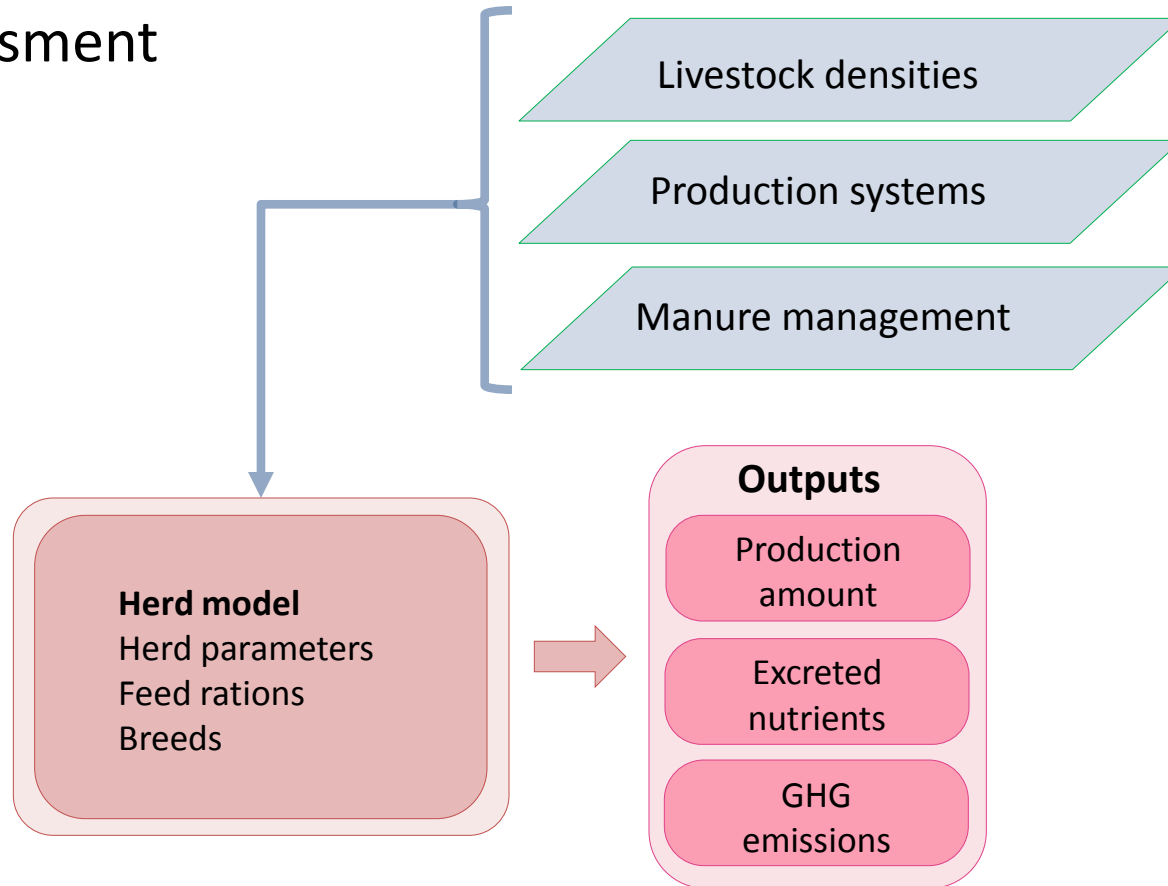 sment
Livestock densities
Production systems
Manure management
Herd model
Herd parameters
Feed rations
Breeds
Outputs
Production
amount
Excreted
nutrients
GHG
emissions